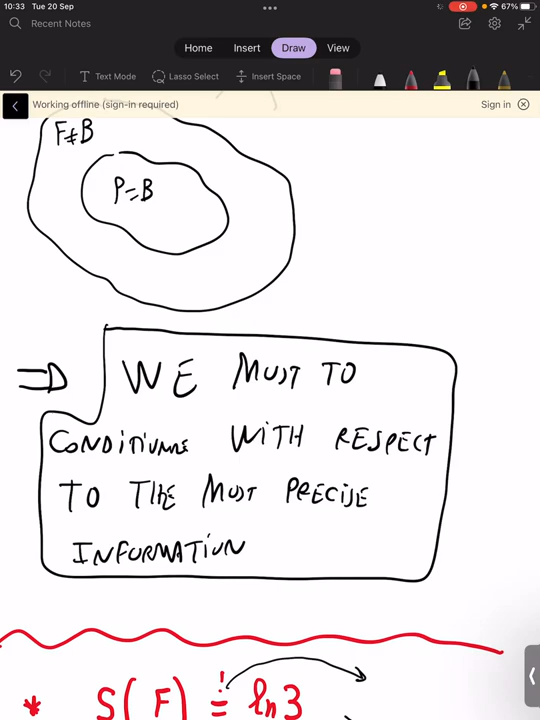 10:33 Tue 20 Sep
67%
Recent Notes
Home Insert Draw View
Text Mode Lasso Select Insert Space
Working offline (sign-in required) Sign in
F≠B
P=B
⇒ WE MUST TO
WITH RESPECT
TO THE MOST PRECISE
INFORMATION
* S(F) = ln3
!